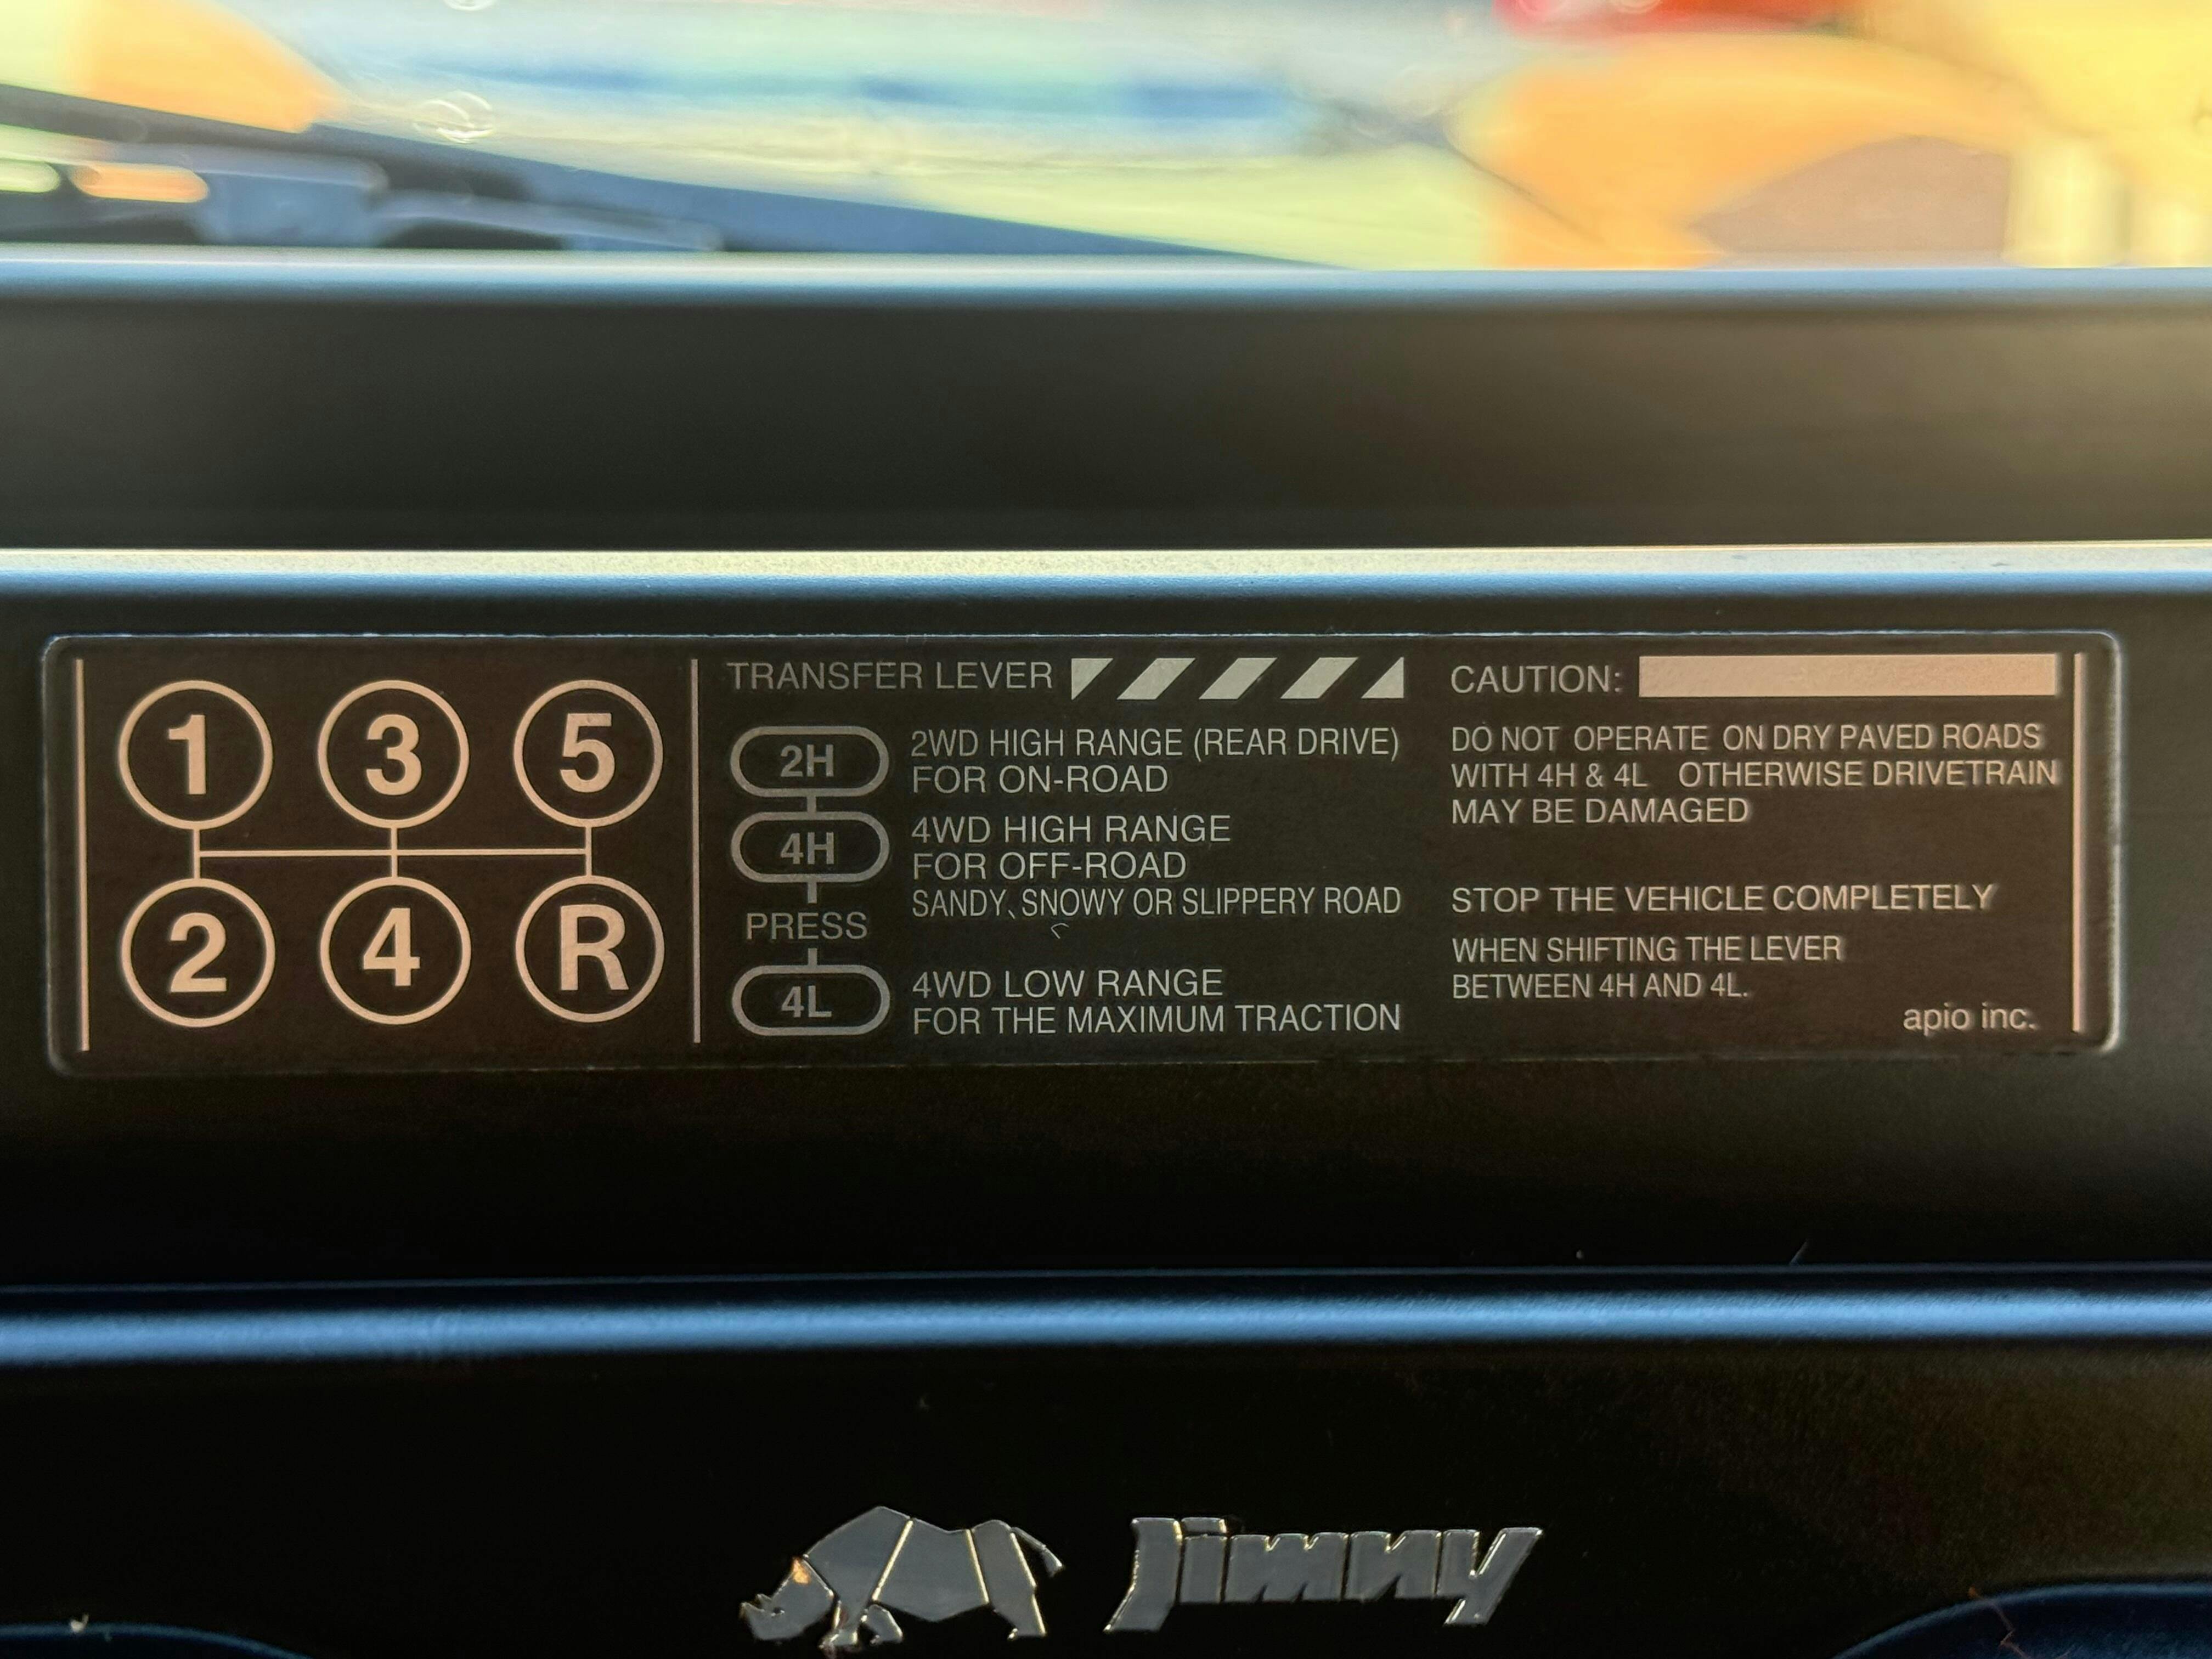 1 3 5
2 4 R
TRANSFER LEVER
2H
2WD HIGH RANGE (REAR DRIVE)
FOR ON-ROAD
4H
4WD HIGH RANGE
FOR OFF-ROAD
SANDY、SNOWY OR SLIPPERY ROAD
PRESS
4L
4WD LOW RANGE
FOR THE MAXIMUM TRACTION
CAUTION:
DO NOT OPERATE ON DRY PAVED ROADS
WITH 4H & 4L OTHERWISE DRIVETRAIN
MAY BE DAMAGED
STOP THE VEHICLE COMPLETELY
WHEN SHIFTING THE LEVER
BETWEEN 4H AND 4L.
apio inc.
Jimny